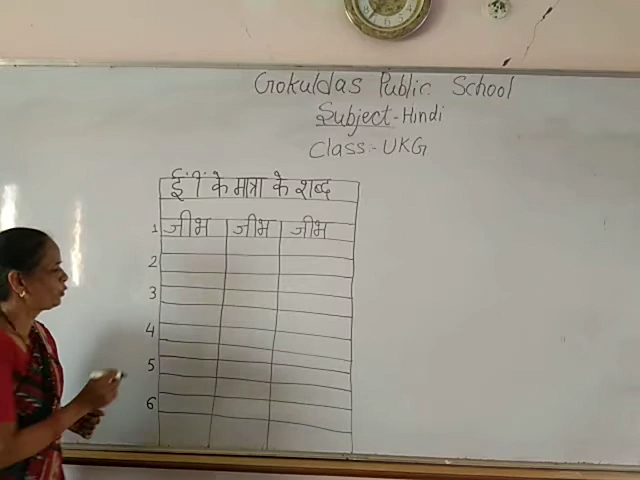 Gokuldas Public School
Subject - Hindi
Class:- UKG
ई ी के मात्रा के शब्द
1 जीभ जीभ जीभ
2
3
4
5
6